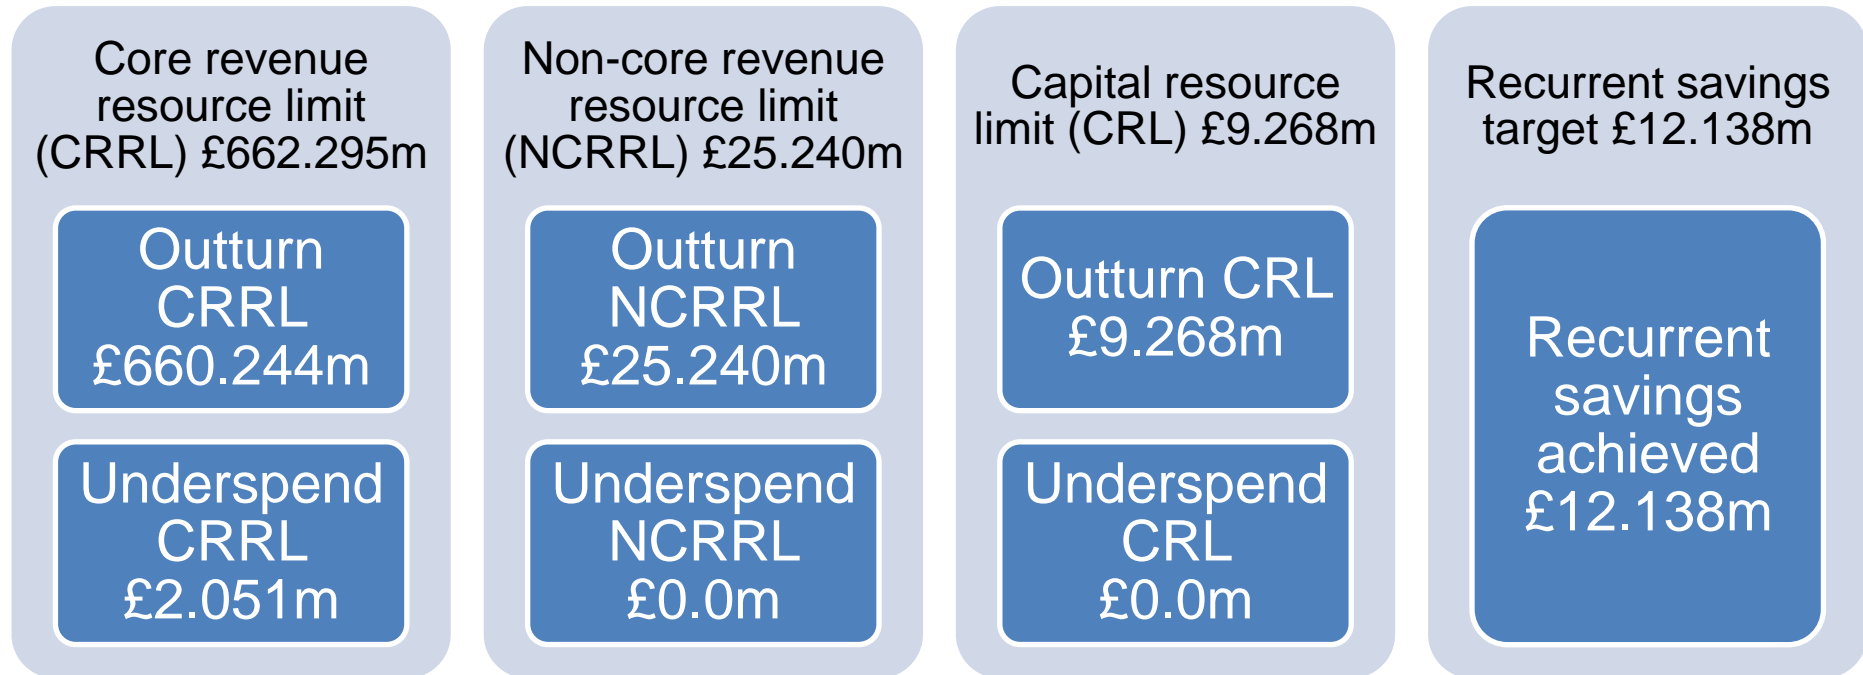 Core revenue
resource limit
(CRRL) £662.295m
Outturn
CRRL
£660.244m
Underspend
CRRL
£2.051m
Non-core revenue
resource limit
(NCRRL) £25.240m
Outturn
NCRRL
£25.240m
Underspend
NCRRL
£0.0m
Capital resource
limit (CRL) £9.268m
Outturn CRL
£9.268m
Underspend
CRL
£0.0m
Recurrent savings
target £12.138m
Recurrent
savings
achieved
£12.138m